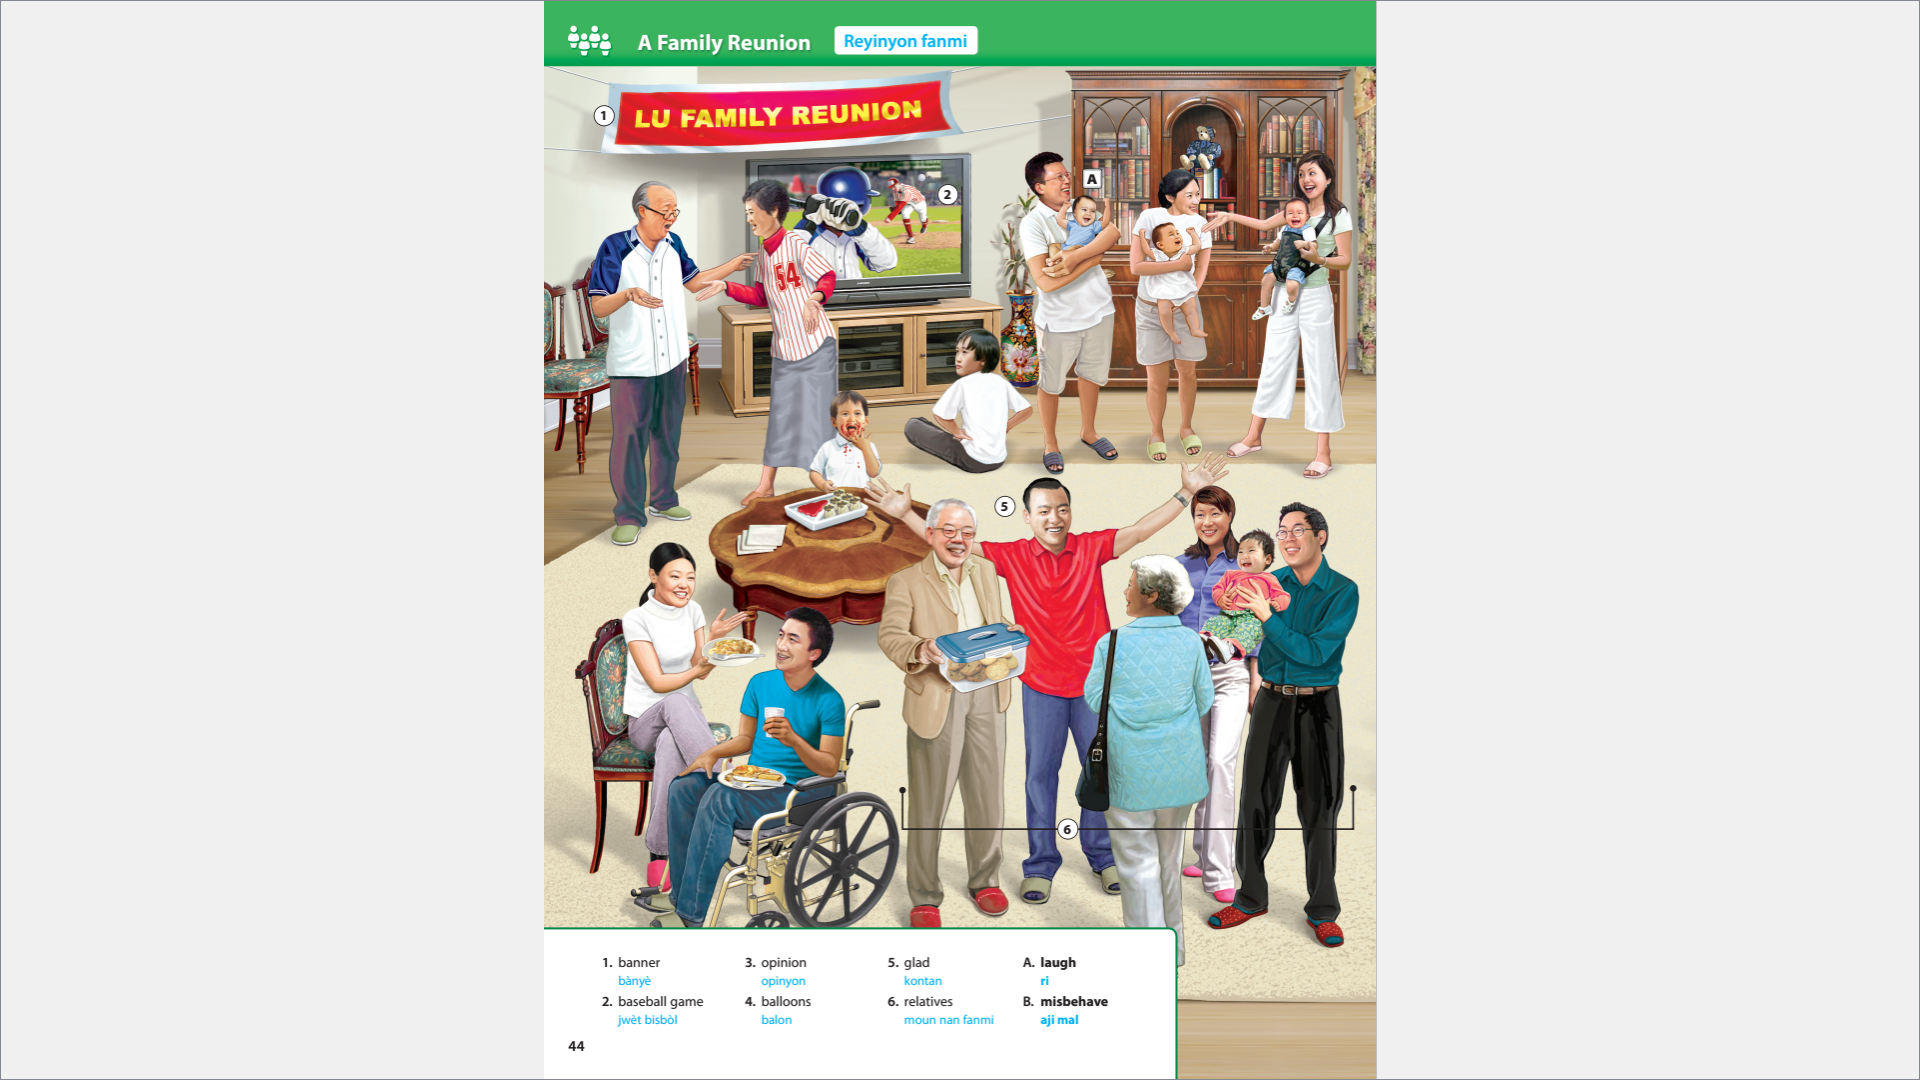 A Family Reunion
Reyinyon fanmi
1
LU FAMILY REUNION
2
A
54
5
6
1. banner
bànyè
2. baseball game
jwèt bisbòl
3. opinion
opinyon
4. balloons
balon
5. glad
kontan
6. relatives
moun nan fanmi
A. laugh
ri
B. misbehave
aji mal
44